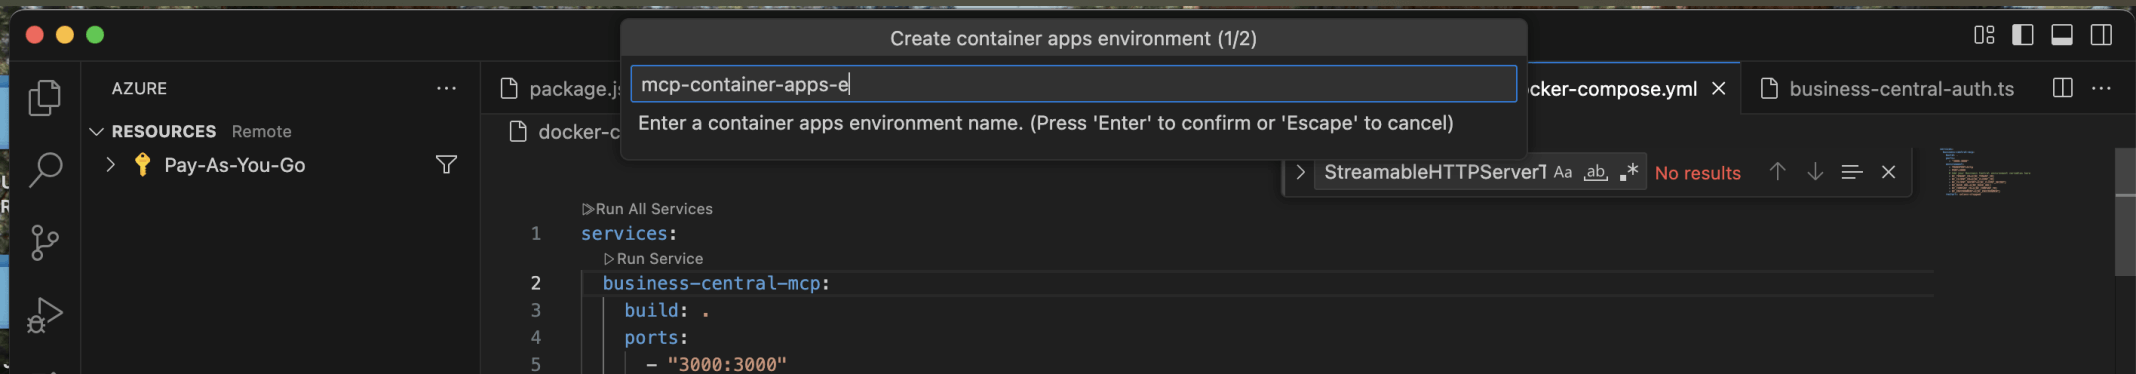 Create container apps environment (1/2)
mcp-container-apps-e
Enter a container apps environment name. (Press 'Enter' to confirm or 'Escape' to cancel)
AZURE
RESOURCES Remote
Pay-As-You-Go
package.js
cker-compose.yml
business-central-auth.ts
docker-c
StreamableHTTPServerT Aa ab .* No results
Run All Services
1 services:
Run Service
2 business-central-mcp:
3 build: .
4 ports:
5 - "3000:3000"